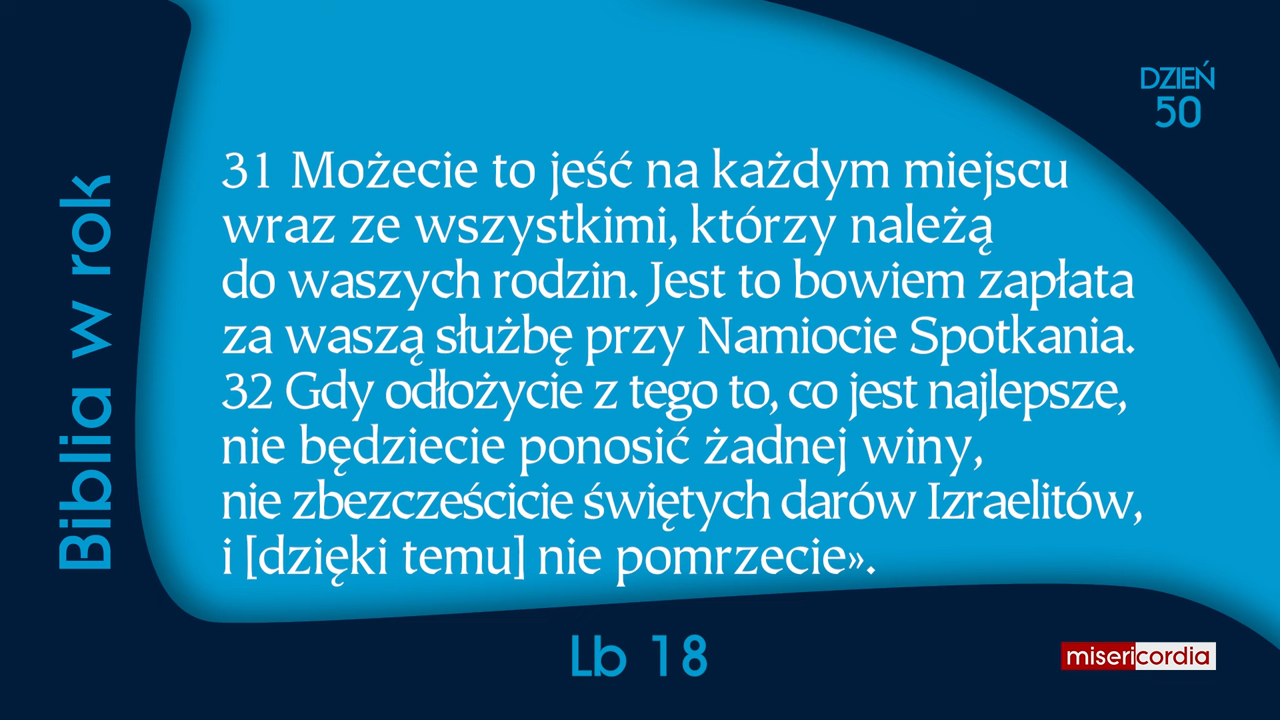 DZIEŃ
50
Biblia w rok
31 Możecie to jeść na każdym miejscu
wraz ze wszystkimi, którzy należą
do waszych rodzin. Jest to bowiem zapłata
za waszą służbę przy Namiocie Spotkania.
32 Gdy odłożycie z tego to, co jest najlepsze,
nie będziecie ponosić żadnej winy,
nie zbezcześcicie świętych darów Izraelitów,
i [dzięki temu] nie pomrzecie».
Lb 18
misericordia